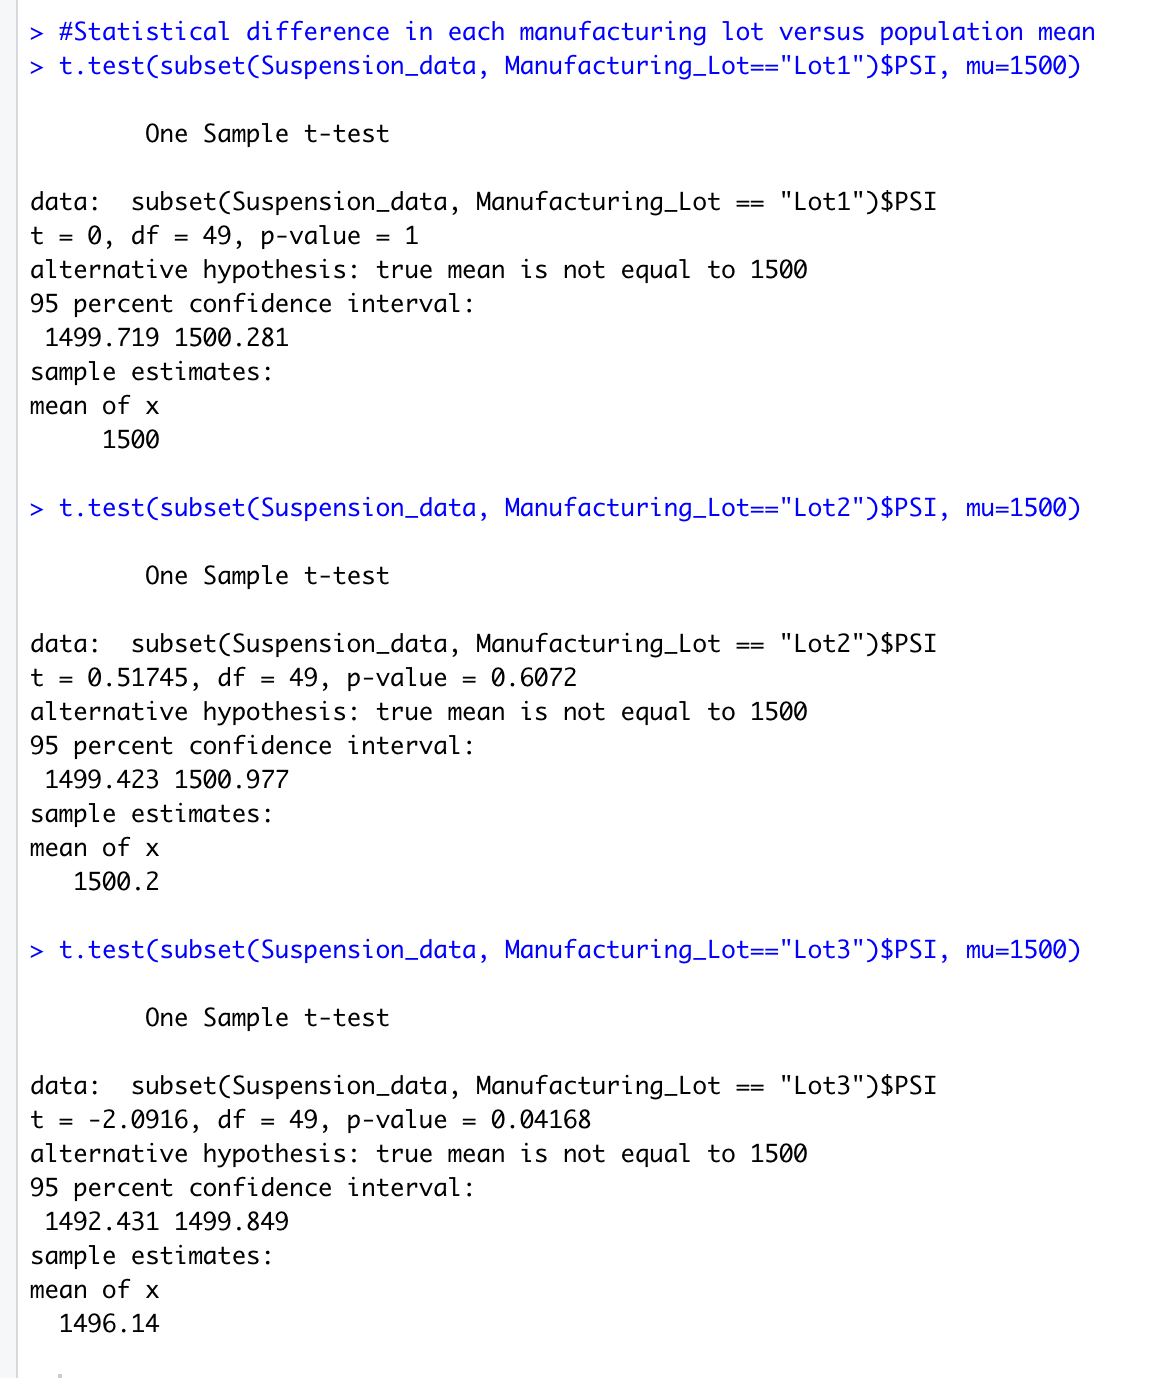 > #Statistical difference in each manufacturing lot versus population mean
> t.test(subset(Suspension_data, Manufacturing_Lot=="Lot1")$PSI, mu=1500)
One Sample t-test
data:  subset(Suspension_data, Manufacturing_Lot == "Lot1")$PSI
t = 0, df = 49, p-value = 1
alternative hypothesis: true mean is not equal to 1500
95 percent confidence interval:
1499.719 1500.281
sample estimates:
mean of x
1500
> t.test(subset(Suspension_data, Manufacturing_Lot=="Lot2")$PSI, mu=1500)
One Sample t-test
data:  subset(Suspension_data, Manufacturing_Lot == "Lot2")$PSI
t = 0.51745, df = 49, p-value = 0.6072
alternative hypothesis: true mean is not equal to 1500
95 percent confidence interval:
1499.423 1500.977
sample estimates:
mean of x
1500.2
> t.test(subset(Suspension_data, Manufacturing_Lot=="Lot3")$PSI, mu=1500)
One Sample t-test
data:  subset(Suspension_data, Manufacturing_Lot == "Lot3")$PSI
t = -2.0916, df = 49, p-value = 0.04168
alternative hypothesis: true mean is not equal to 1500
95 percent confidence interval:
1492.431 1499.849
sample estimates:
mean of x
1496.14